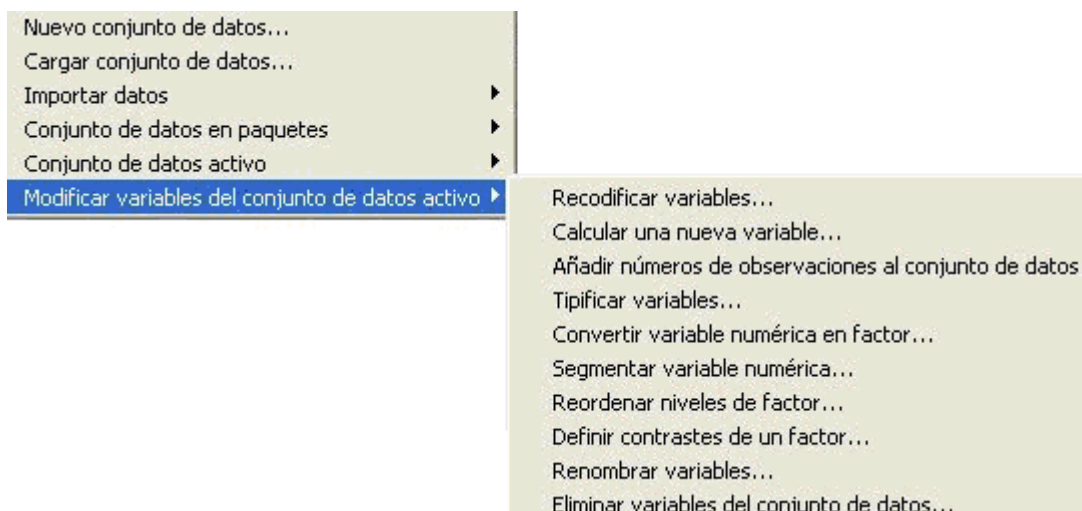 Nuevo conjunto de datos...
Cargar conjunto de datos...
Importar datos
Conjunto de datos en paquetes
Conjunto de datos activo
Modificar variables del conjunto de datos activo
Recodificar variables...
Calcular una nueva variable...
Añadir números de observaciones al conjunto de datos
Tipificar variables...
Convertir variable numérica en factor...
Segmentar variable numérica...
Reordenar niveles de factor...
Definir contrastes de un factor...
Renombrar variables...
Eliminar variables del conjunto de datos...